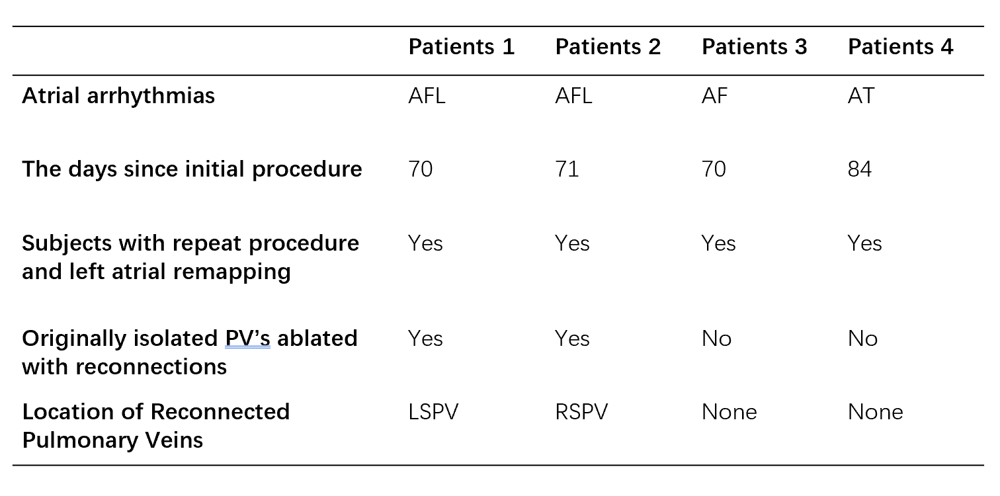 Patients 1 Patients 2 Patients 3 Patients 4
Atrial arrhythmias AFL AFL AF AT
The days since initial procedure 70 71 70 84
Subjects with repeat procedure Yes Yes Yes Yes
and left atrial remapping
Originally isolated PV’s ablated Yes Yes No No
with reconnections
Location of Reconnected LSPV RSPV None None
Pulmonary Veins